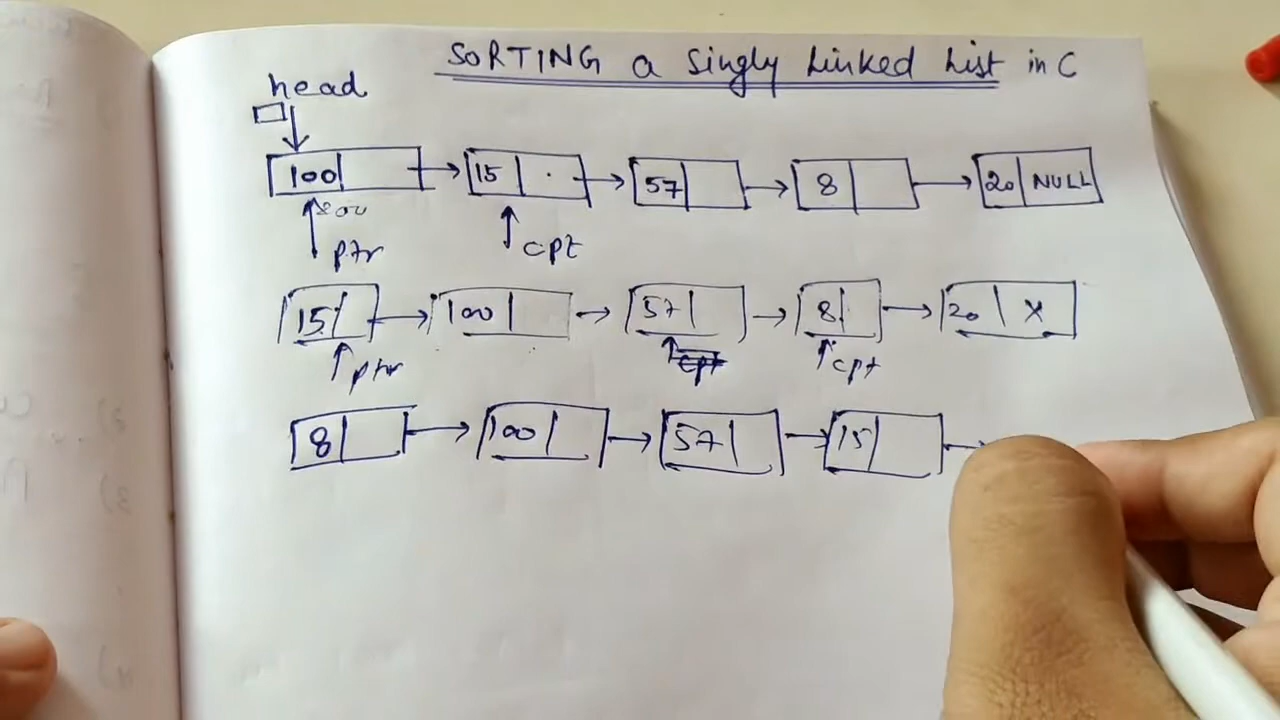 SORTING a Singly Linked List in C
head
100 15 57 8 20 NULL
ptr cpt
15 100 57 8 20 X
ptr cpt cpt
8 100 57 15